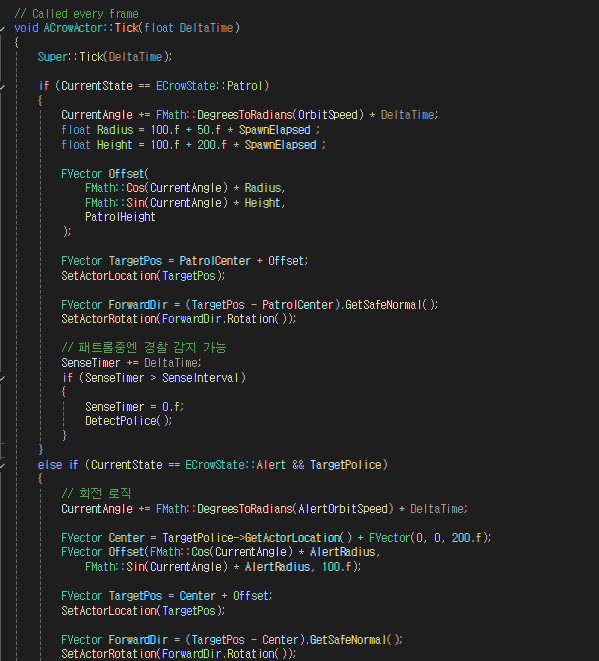 // Called every frame
void ACrowActor::Tick(float DeltaTime)
{
Super::Tick(DeltaTime);
if (CurrentState == ECrowState::Patrol)
{
CurrentAngle += FMath::DegreesToRadians(OrbitSpeed) * DeltaTime;
float Radius = 100.f + 50.f * SpawnElapsed ;
float Height = 100.f + 200.f * SpawnElapsed ;
FVector Offset(
FMath::Cos(CurrentAngle) * Radius,
FMath::Sin(CurrentAngle) * Height,
PatrolHeight
);
FVector TargetPos = PatrolCenter + Offset;
SetActorLocation(TargetPos);
FVector ForwardDir = (TargetPos - PatrolCenter).GetSafeNormal();
SetActorRotation(ForwardDir.Rotation());
// 패트롤중엔 경찰 감지 가능
SenseTimer += DeltaTime;
if (SenseTimer > SenseInterval)
{
SenseTimer = 0.f;
DetectPolice();
}
}
else if (CurrentState == ECrowState::Alert && TargetPolice)
{
// 회전 로직
CurrentAngle += FMath::DegreesToRadians(AlertOrbitSpeed) * DeltaTime;
FVector Center = TargetPolice->GetActorLocation() + FVector(0, 0, 200.f);
FVector Offset(FMath::Cos(CurrentAngle) * AlertRadius,
FMath::Sin(CurrentAngle) * AlertRadius, 100.f);
FVector TargetPos = Center + Offset;
SetActorLocation(TargetPos);
FVector ForwardDir = (TargetPos - Center).GetSafeNormal();
SetActorRotation(ForwardDir.Rotation());